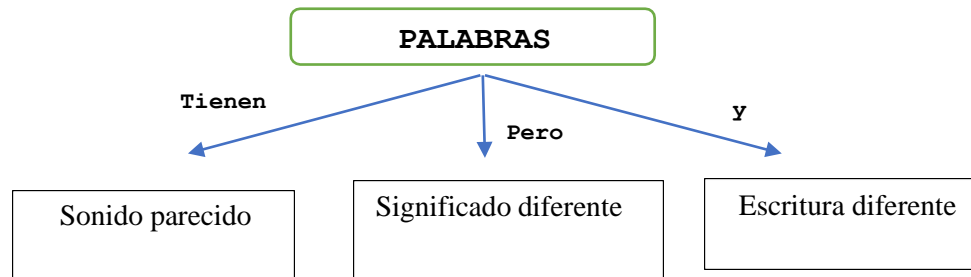 PALABRAS
Tienen
Pero
y
Sonido parecido
Significado diferente
Escritura diferente